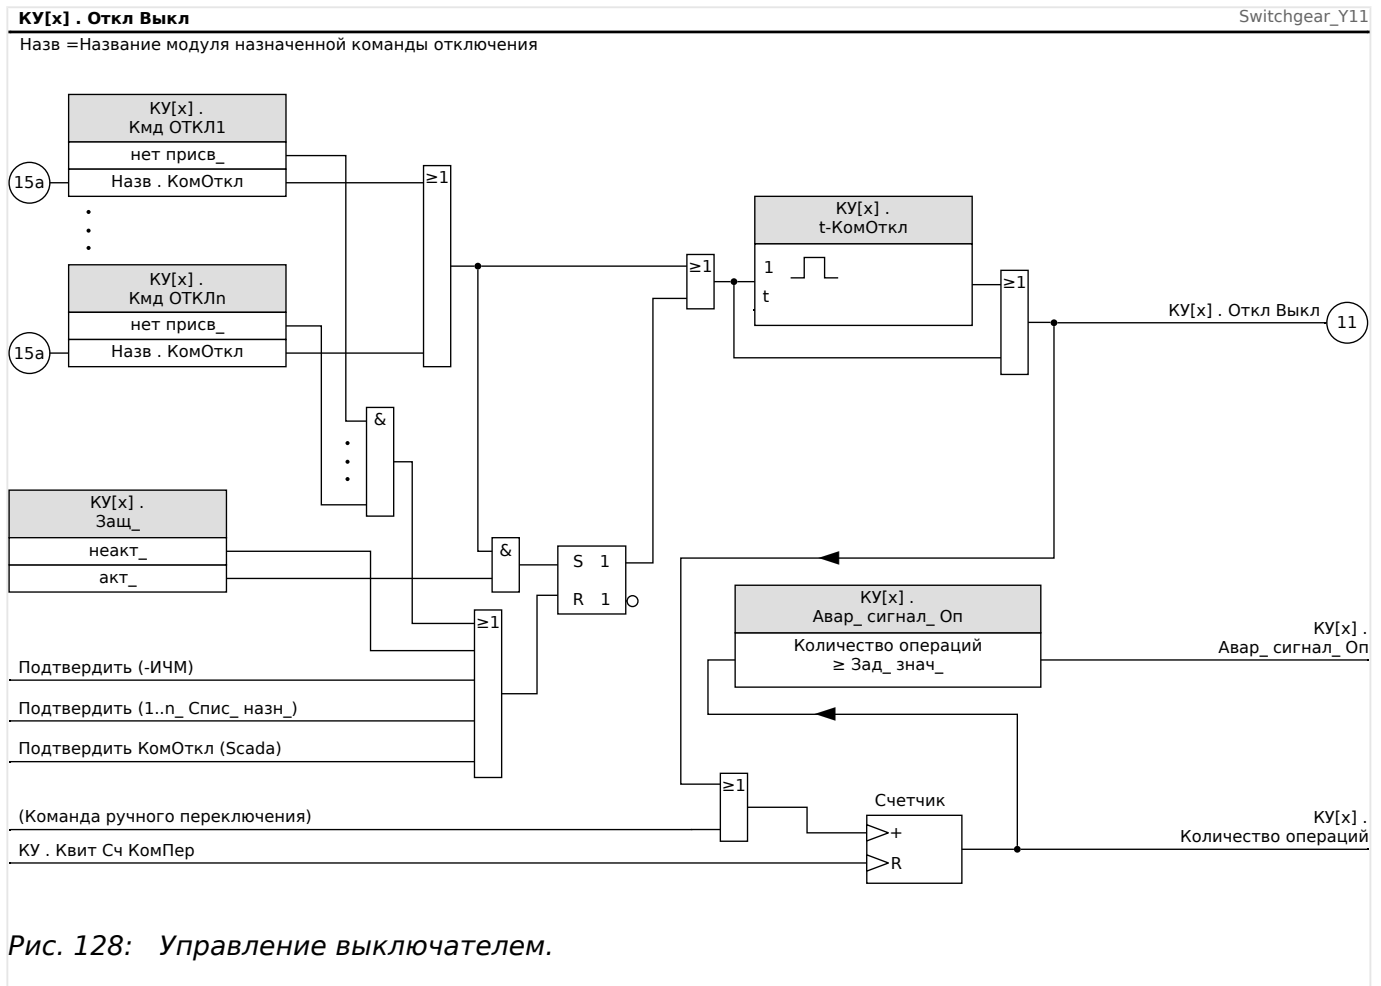 КУ[x] . Откл Выкл
Switchgear_Y11
Назв =Название модуля назначенной команды отключения
КУ[x] .
Кмд ОТКЛ1
нет присв_
15a
Назв . КомОткл
≥1
КУ[x] .
t-КомОткл
КУ[x] .
Кмд ОТКЛn
≥1
1
t
≥1
нет присв_
КУ[x] . Откл Выкл
11
15a
Назв . КомОткл
&
КУ[x] .
Защ_
неакт_
акт_
&
S 1
R 1
КУ[x] .
Авар_ сигнал_ Оп
Количество операций
≥ Зад_ знач_
КУ[x] .
Авар_ сигнал_ Оп
≥1
Подтвердить (-ИЧМ)
Подтвердить (1..n_ Спис_ назн_)
Подтвердить КомОткл (Scada)
≥1
Счетчик
(Команда ручного переключения)
+
КУ[x] .
Количество операций
КУ . Квит Сч КомПер
R
Рис. 128: Управление выключателем.